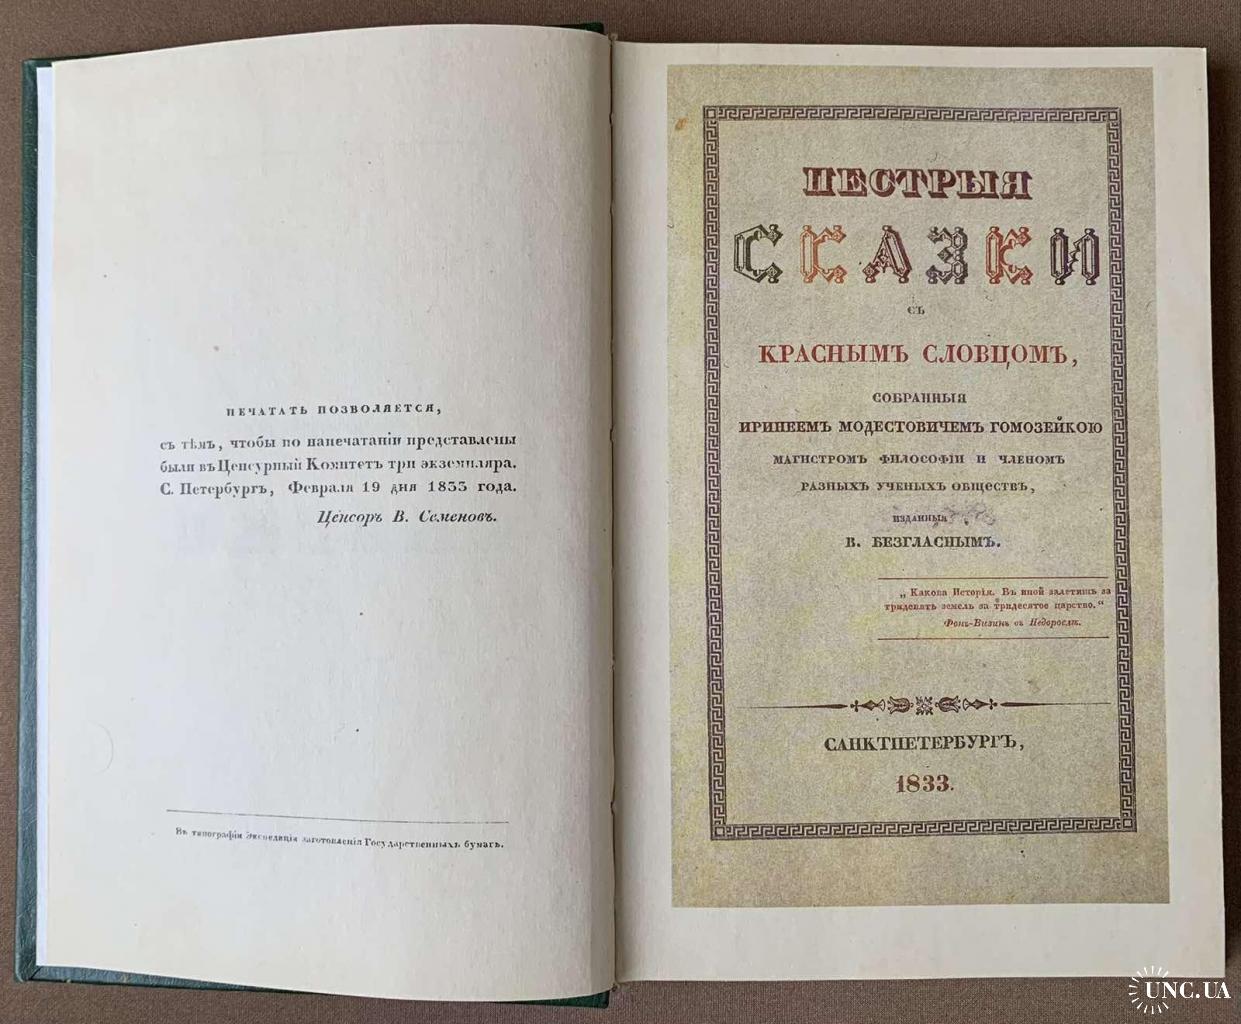 ПЕЧАТАТЬ ПОЗВОЛЯЕТСЯ,
съ тѣмъ, чтобы по напечатаніи представлены
были въ Ценсурный Комитетъ три экземпляра.
С. Петербургъ, Февраля 19 дня 1833 года.
Ценсоръ В. Семеновъ.
Въ типографіи Экспедиціи заготовленія Государственныхъ бумагъ.
ПЕСТРЫЯ
СКАЗКИ
СЪ
КРАСНЫМЪ СЛОВЦОМЪ,
СОБРАННЫЯ
ИРИНЕЕМЪ МОДЕСТОВИЧЕМЪ ГОМОЗЕЙКОЮ
МАГИСТРОМЪ ФИЛОСОФІИ И ЧЛЕНОМЪ
РАЗНЫХЪ УЧЕНЫХЪ ОБЩЕСТВЪ,
ИЗДАННЫЯ
В. БЕЗГЛАСНЫМЪ.
„ Какова Исторія. Въ иной залетишь за
тридевять земель за тридесятое царство.“
Фонъ-Визинъ въ Недорослѣ.
САНКТПЕТЕРБУРГЪ,
1833.
UNC.UA